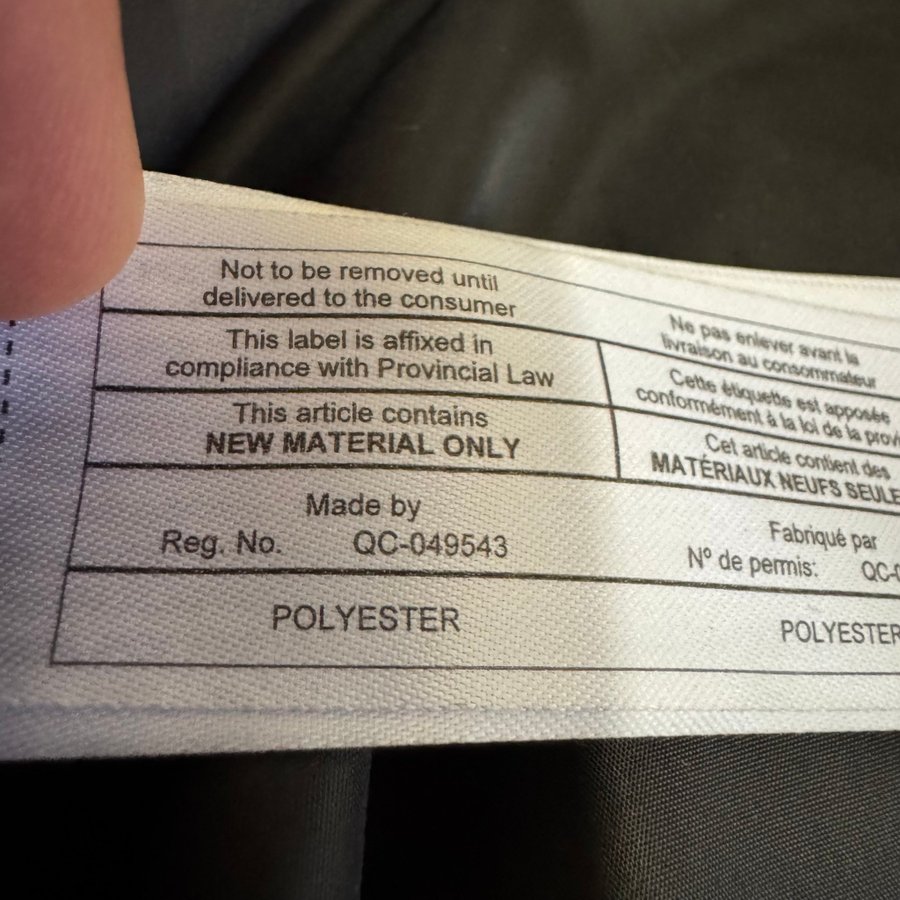 Not to be removed until
delivered to the consumer
Ne pas enlever avant la
livraison au consommateur
This label is affixed in
compliance with Provincial Law
Cette étiquette est apposée
conformément à la loi de la
This article contains
NEW MATERIAL ONLY
Cet article contient des
MATÉRIAUX NEUFS
Made by
Reg. No. QC-049543
Fabriqué par
Nº de permis:
POLYESTER
POLYESTER